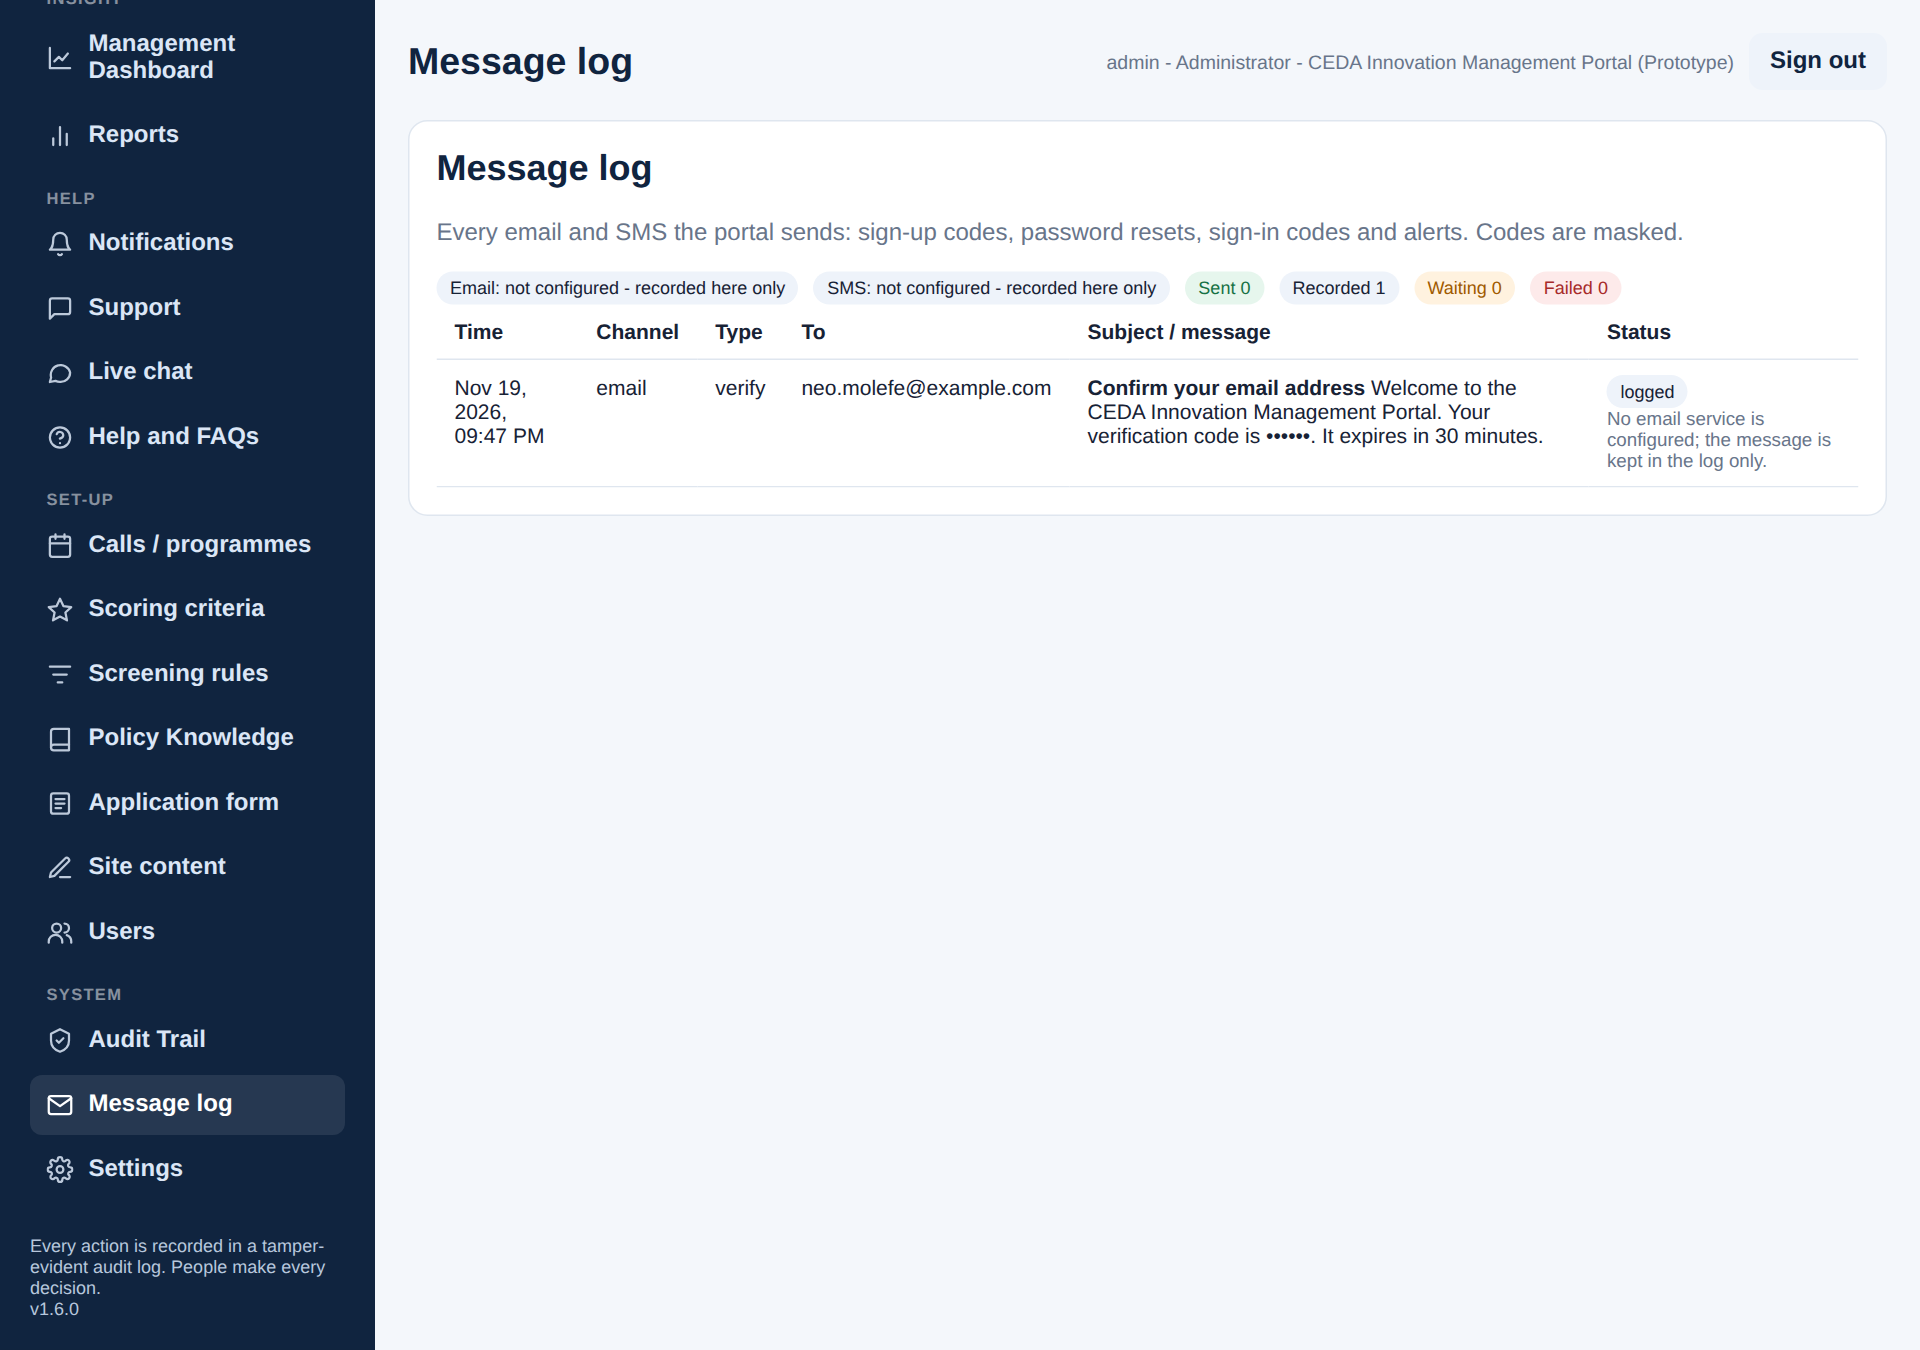 INSIGHT
Management
Dashboard
Reports
HELP
Notifications
Support
Live chat
Help and FAQs
SET-UP
Calls / programmes
Scoring criteria
Screening rules
Policy Knowledge
Application form
Site content
Users
SYSTEM
Audit Trail
Message log
Settings
Every action is recorded in a tamper-
evident audit log. People make every
decision.
v1.6.0
Message log
admin - Administrator - CEDA Innovation Management Portal (Prototype)
Sign out
Message log
Every email and SMS the portal sends: sign-up codes, password resets, sign-in codes and alerts. Codes are masked.
Email: not configured - recorded here only SMS: not configured - recorded here only Sent 0 Recorded 1 Waiting 0 Failed 0
Time Channel Type To Subject / message Status
Nov 19,
2026,
09:47 PM
email
verify
neo.molefe@example.com
Confirm your email address Welcome to the
CEDA Innovation Management Portal. Your
verification code is ••••••. It expires in 30 minutes.
logged
No email service is
configured; the message is
kept in the log only.